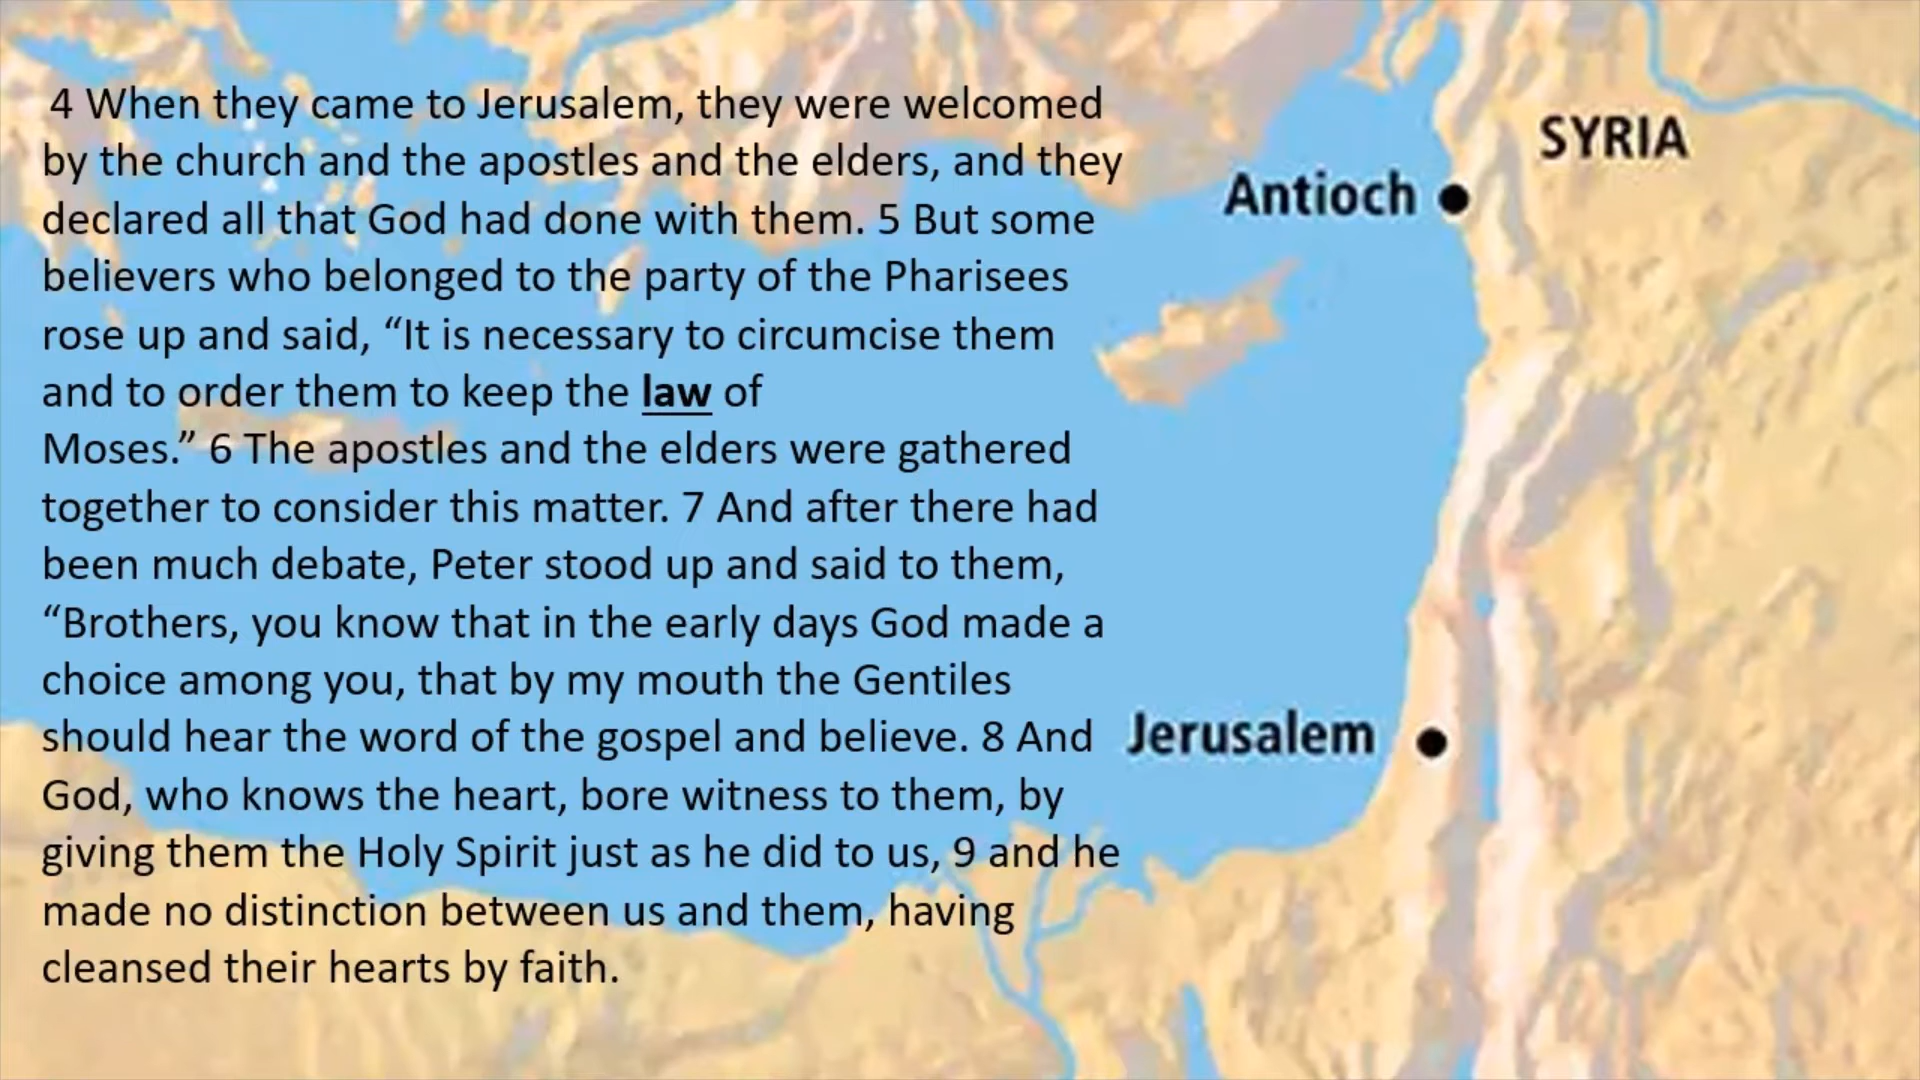 4 When they came to Jerusalem, they were welcomed
by the church and the apostles and the elders, and they
declared all that God had done with them. 5 But some
believers who belonged to the party of the Pharisees
rose up and said, “It is necessary to circumcise them
and to order them to keep the law of
Moses.” 6 The apostles and the elders were gathered
together to consider this matter. 7 And after there had
been much debate, Peter stood up and said to them,
“Brothers, you know that in the early days God made a
choice among you, that by my mouth the Gentiles
should hear the word of the gospel and believe. 8 And
God, who knows the heart, bore witness to them, by
giving them the Holy Spirit just as he did to us, 9 and he
made no distinction between us and them, having
cleansed their hearts by faith.
SYRIA
Antioch
Jerusalem